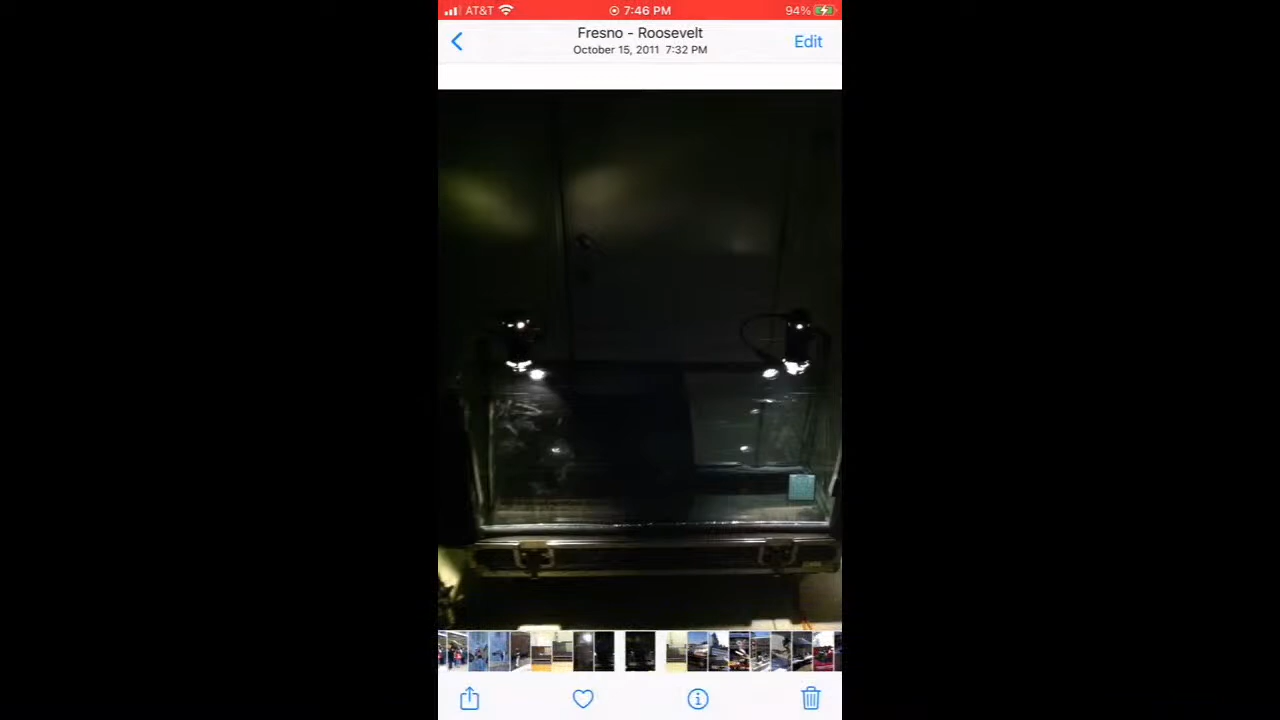 AT&T 7:46 PM 94%
Fresno - Roosevelt
October 15, 2011 7:32 PM
Edit